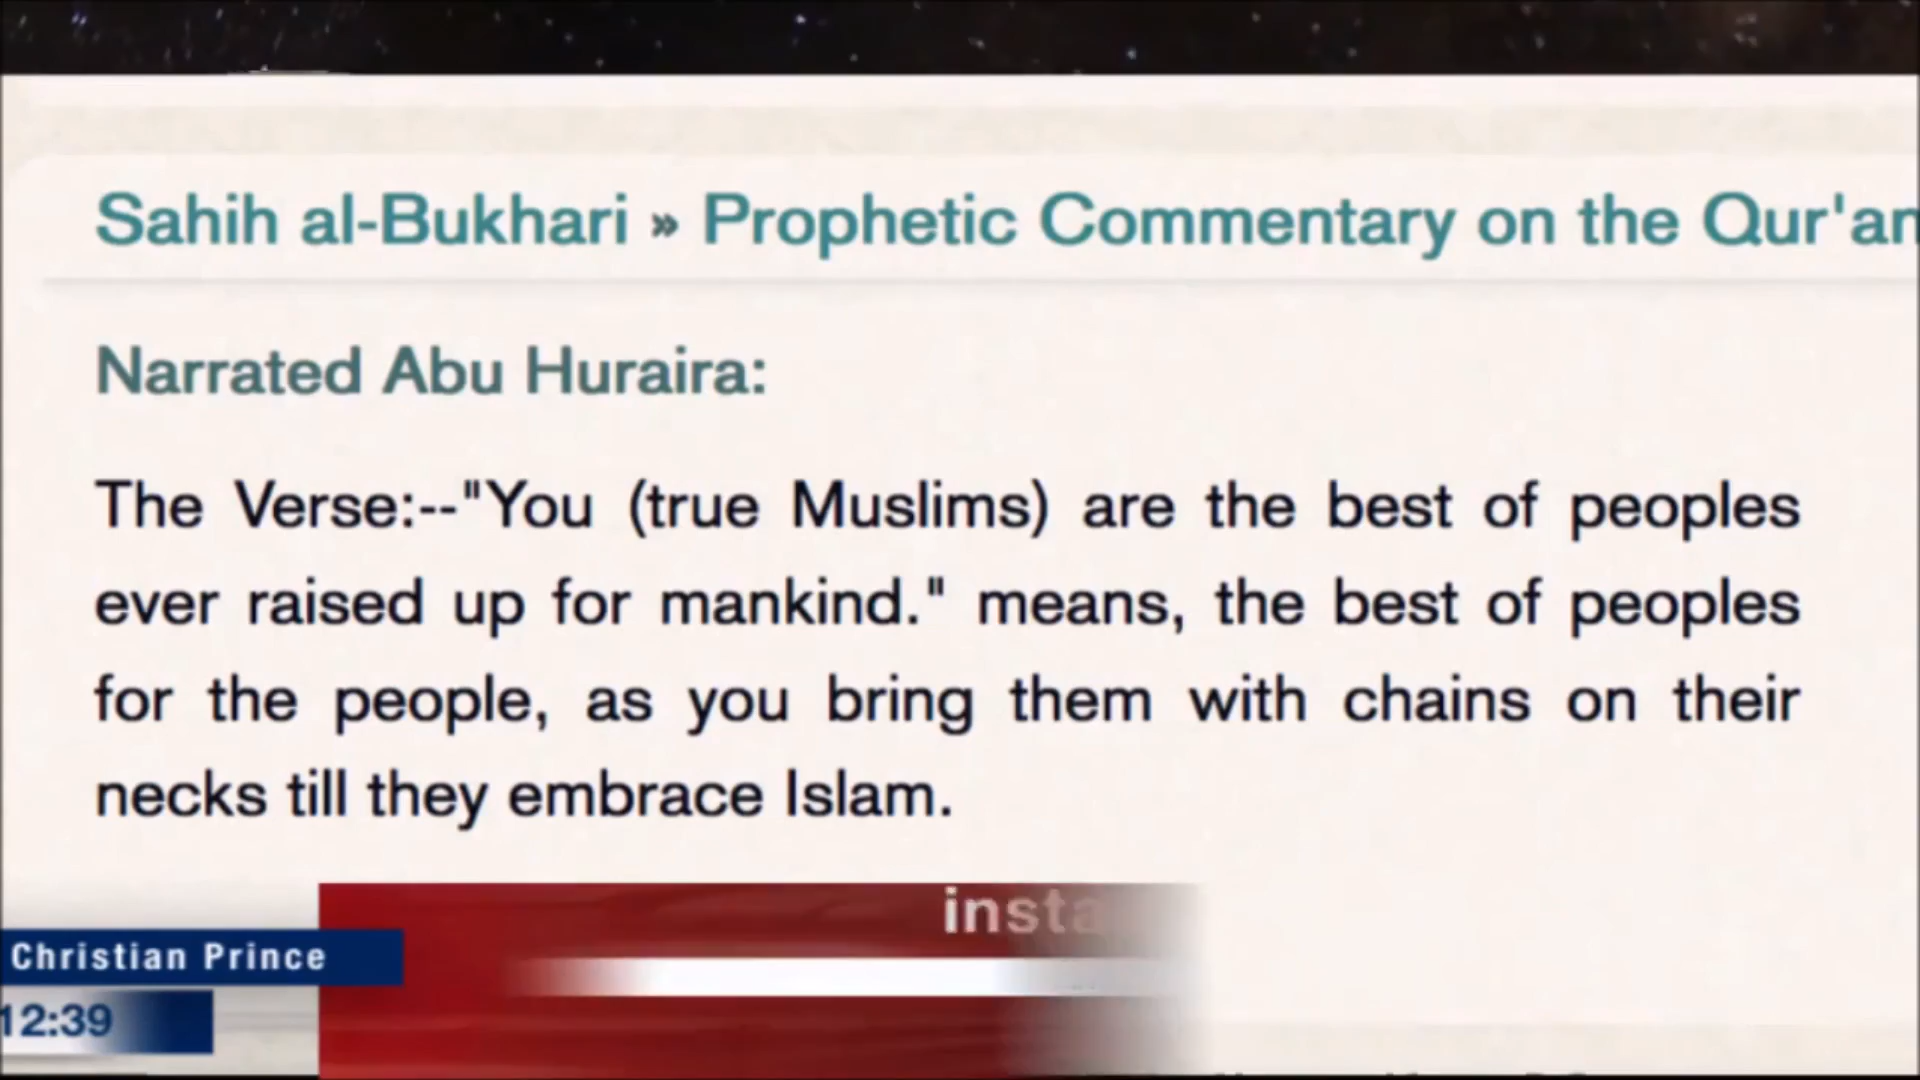 Sahih al-Bukhari » Prophetic Commentary on the Qur'an
Narrated Abu Huraira:
The Verse:--"You (true Muslims) are the best of peoples
ever raised up for mankind." means, the best of peoples
for the people, as you bring them with chains on their
necks till they embrace Islam.
insta
Christian Prince
12:39